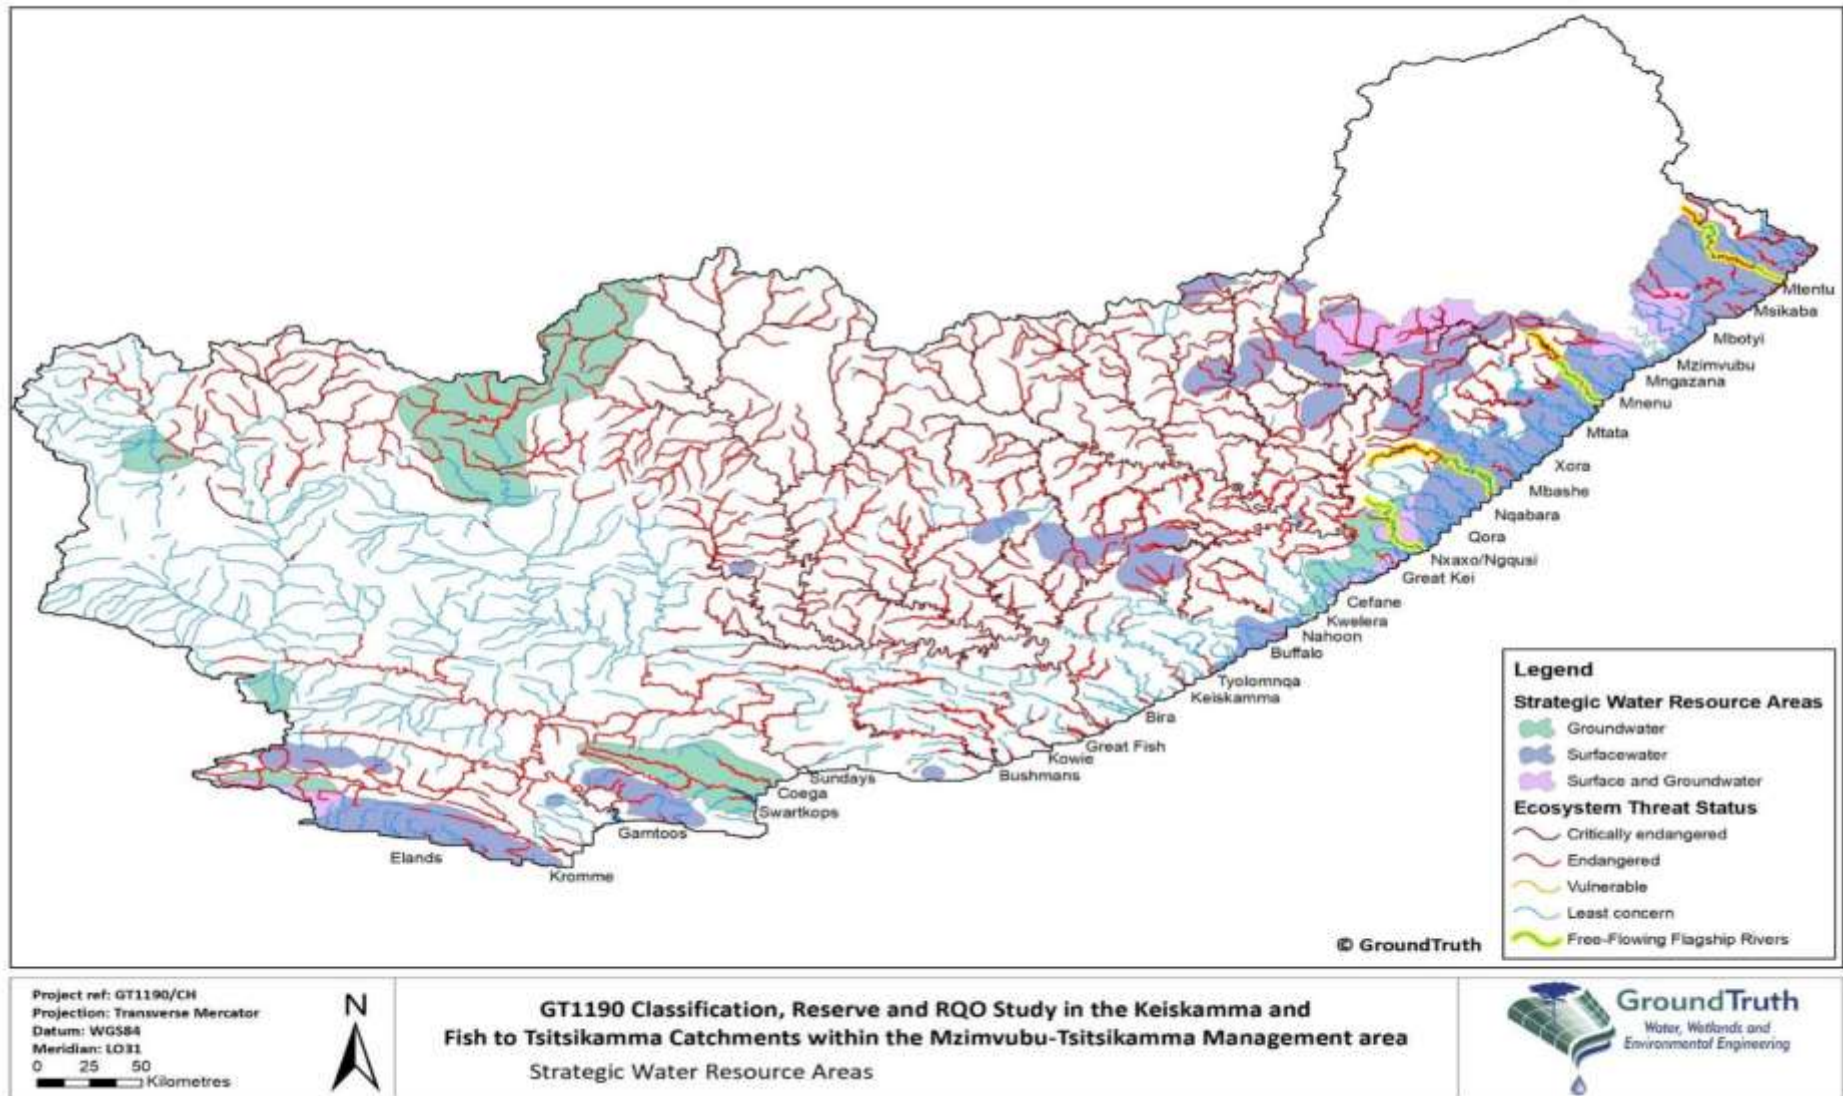 Mtentu
Msikaba
Mbotyi
Mzimvubu
Mngazana
Mnenu
Mtata
Xora
Mbashe
Nqabara
Qora
Nxaxo/Ngqusi
Great Kei
Cefane
Kwelera
Nahoon
Buffalo
Tyolomnqa
Keiskamma
Bira
Great Fish
Kowie
Bushmans
Sundays
Coega
Swartkops
Gamtoos
Elands
Kromme
Legend
Strategic Water Resource Areas
Groundwater
Surfacewater
Surface and Groundwater
Ecosystem Threat Status
Critically endangered
Endangered
Vulnerable
Least concern
Free-Flowing Flagship Rivers
© GroundTruth
Project ref: GT1190/CH
Projection: Transverse Mercator
Datum: WGS84
Meridian: LO31
0 25 50
Kilometres
N
GT1190 Classification, Reserve and RQO Study in the Keiskamma and
Fish to Tsitsikamma Catchments within the Mzimvubu-Tsitsikamma Management area
Strategic Water Resource Areas
GroundTruth
Water, Wetlands and
Environmental Engineering